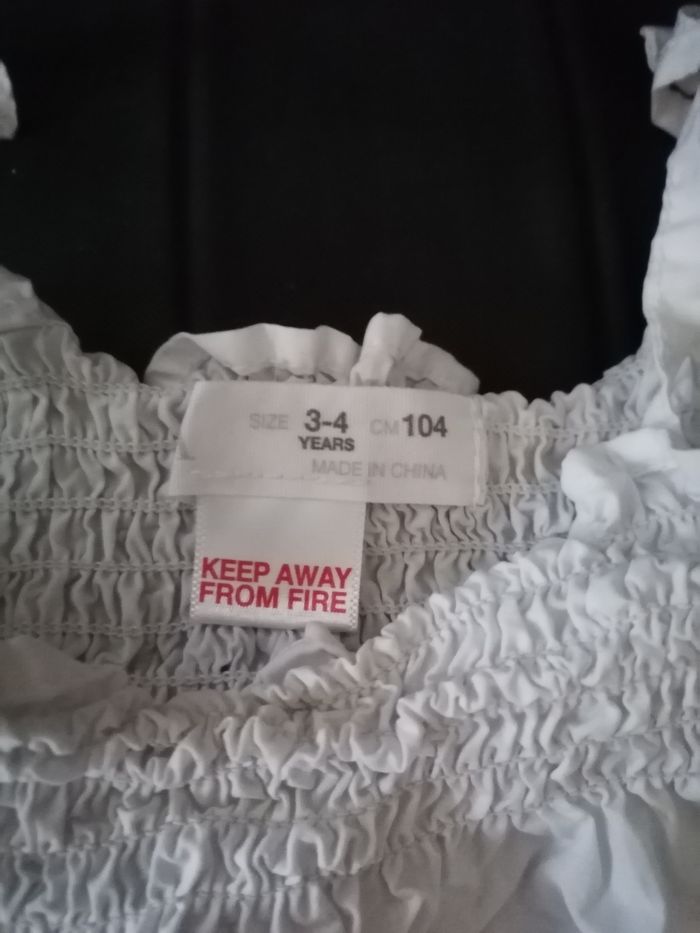 SIZE 3-4 CM 104
YEARS
MADE IN CHINA
KEEP AWAY
FROM FIRE